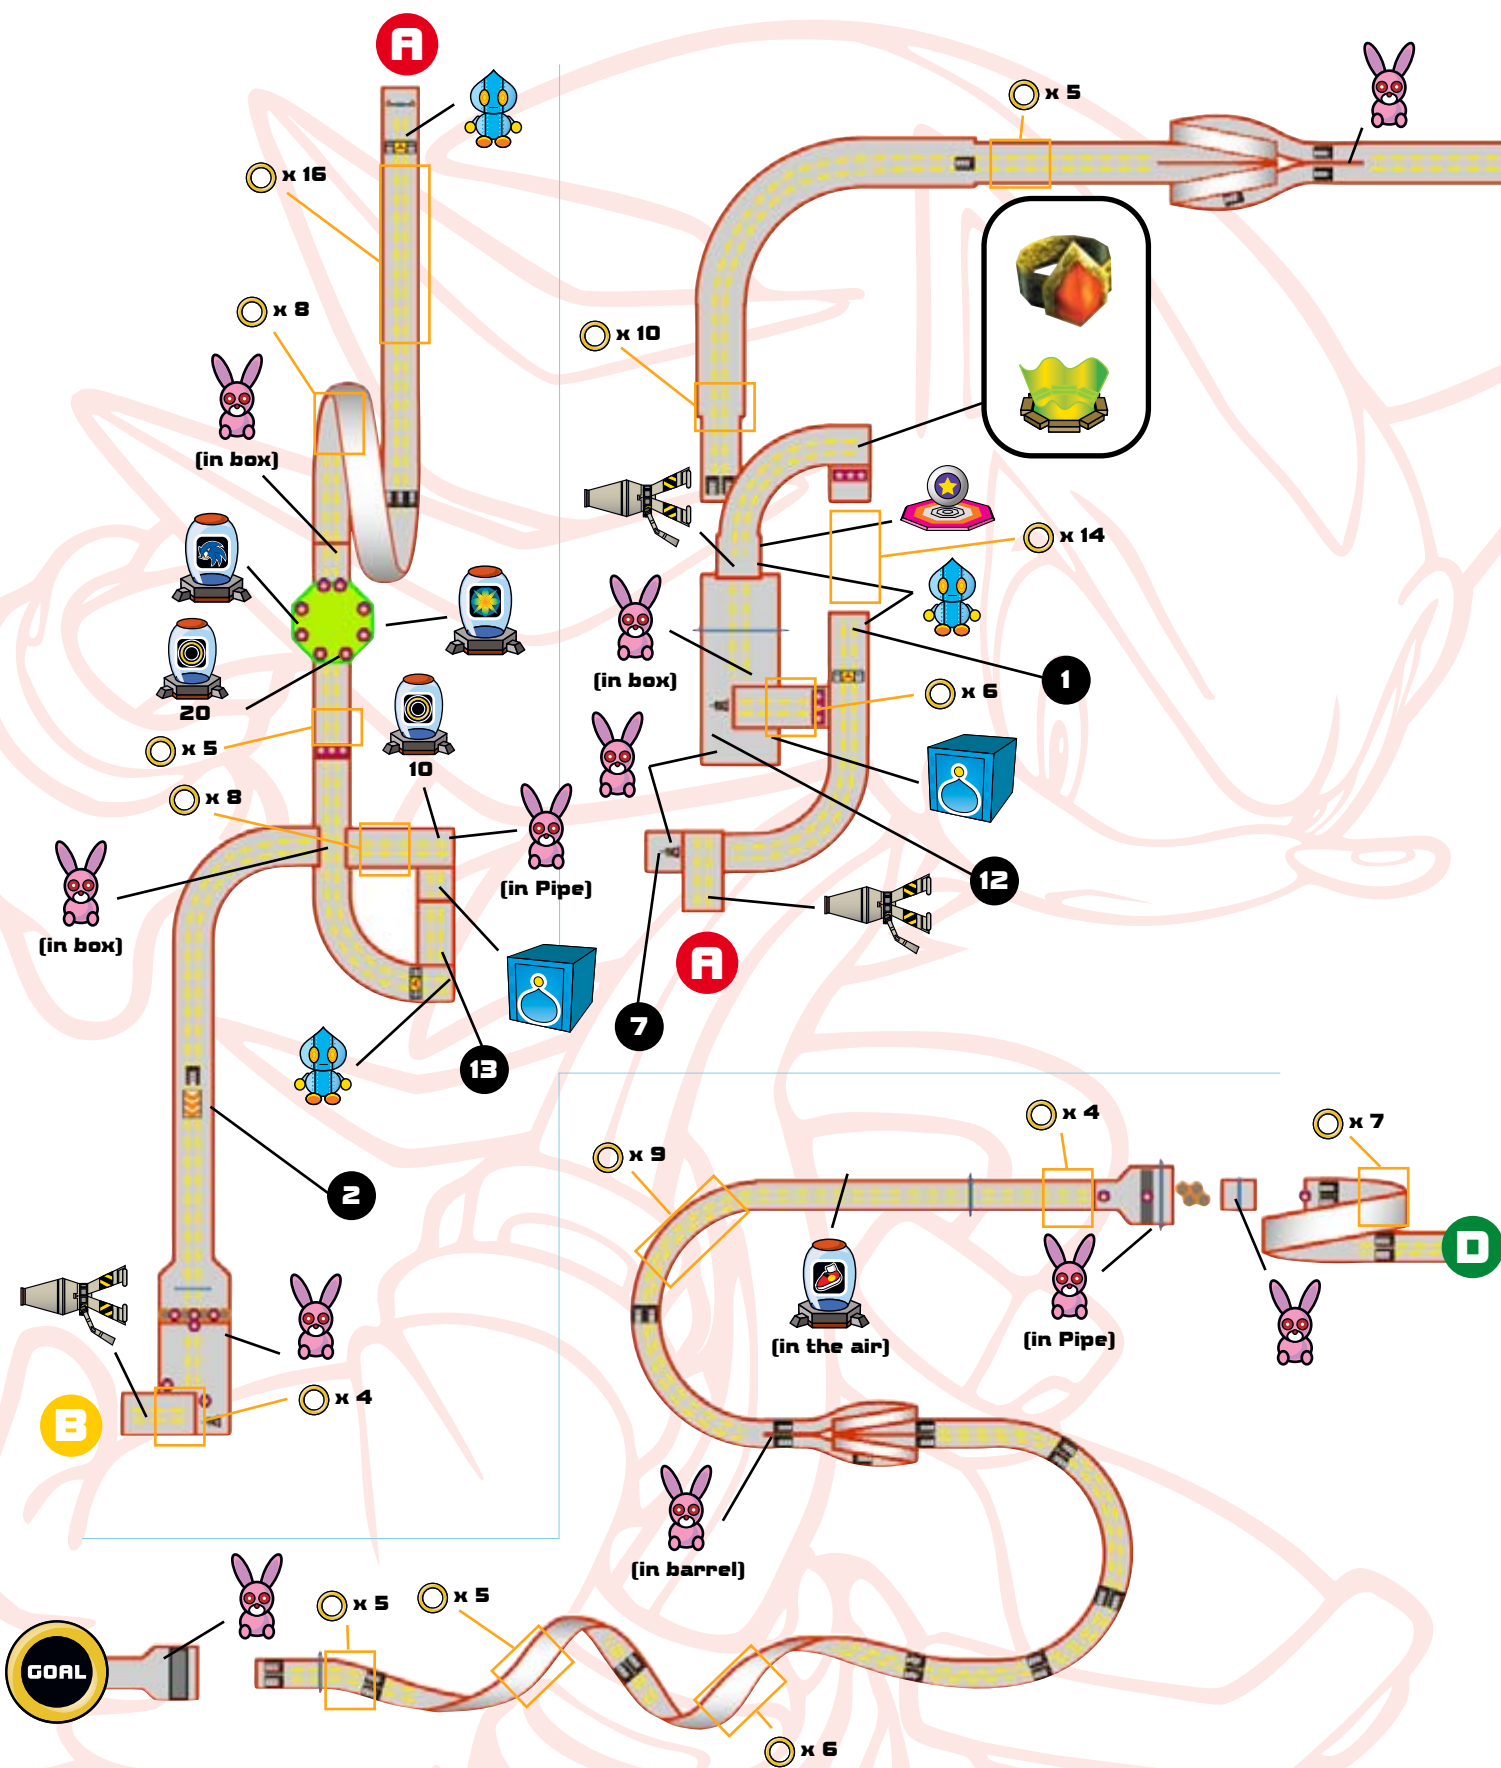 A
x 5
x 16
x 8
x 10
(in box)
x 14
(in box)
x 6
1
20
x 5
10
x 8
(in Pipe)
12
(in box)
A
7
13
x 4
x 7
x 9
2
D
(in the air)
(in Pipe)
B
x 4
(in barrel)
x 5
x 5
GOAL
x 6